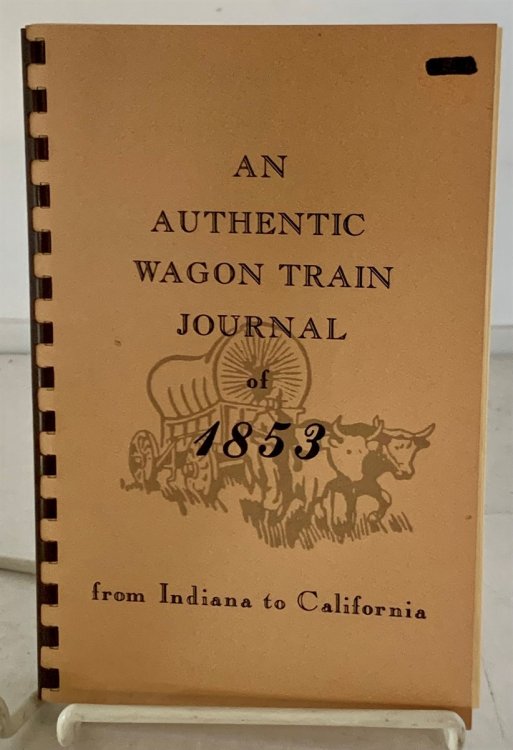 AN
AUTHENTIC
WAGON TRAIN
JOURNAL
of
1853
from Indiana to California